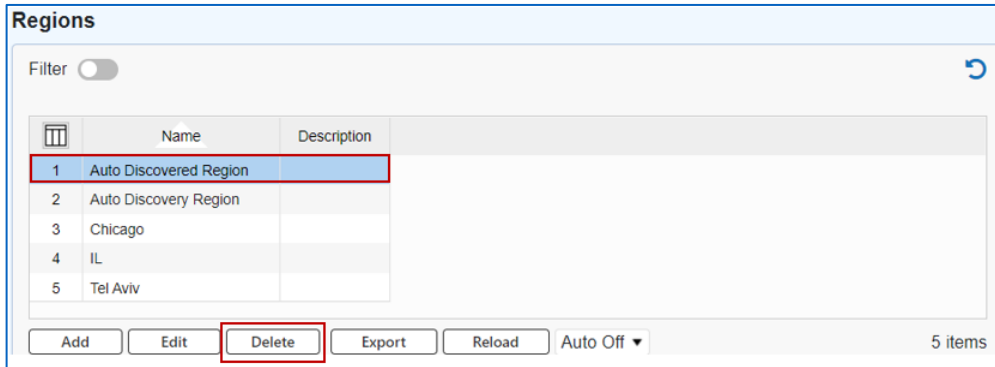 Regions
Filter
Name Description
1 Auto Discovered Region
2 Auto Discovery Region
3 Chicago
4 IL
5 Tel Aviv
Add Edit Delete Export Reload Auto Off 5 items